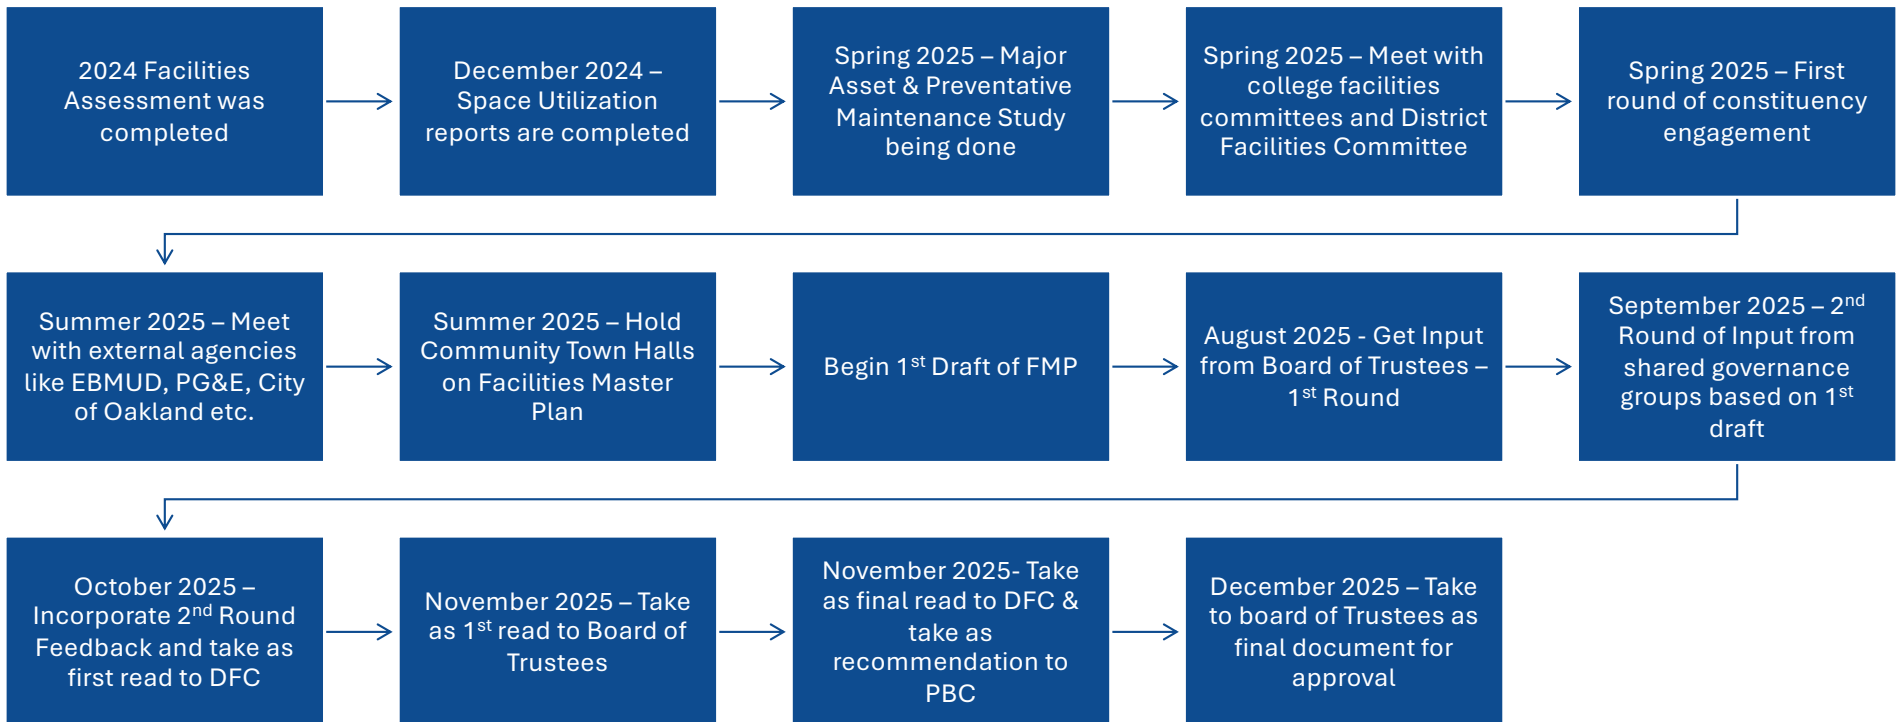 2024 Facilities
Assessment was
completed
December 2024 –
Space Utilization
reports are completed
Spring 2025 – Major
Asset & Preventative
Maintenance Study
being done
Spring 2025 – Meet with
college facilities
committees and District
Facilities Committee
Spring 2025 – First
round of constituency
engagement
Summer 2025 – Meet
with external agencies
like EBMUD, PG&E, City
of Oakland etc.
Summer 2025 – Hold
Community Town Halls
on Facilities Master
Plan
Begin 1st Draft of FMP
August 2025 - Get Input
from Board of Trustees –
1st Round
September 2025 – 2nd
Round of Input from
shared governance
groups based on 1st
draft
October 2025 –
Incorporate 2nd Round
Feedback and take as
first read to DFC
November 2025 – Take
as 1st read to Board of
Trustees
November 2025- Take
as final read to DFC &
take as
recommendation to
PBC
December 2025 – Take
to board of Trustees as
final document for
approval